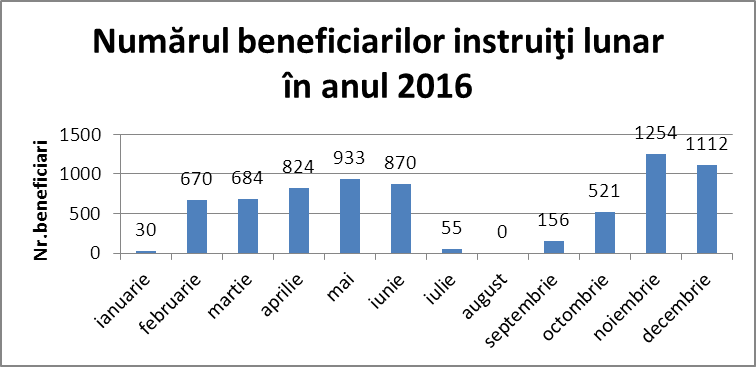 Numărul beneficiarilor instruiţi lunar
în anul 2016
Nr.beneficiari
1500
1000
500
0
30
670
684
824
933
870
55
0
156
521
1254
1112
ianuarie
februarie
martie
aprilie
mai
iunie
iulie
august
septembrie
octombrie
noiembrie
decembrie